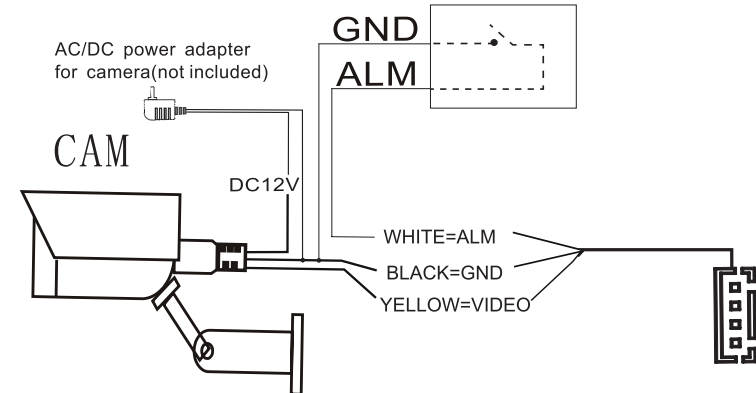 GND
AC/DC power adapter
for camera(not included)
ALM
CAM
DC12V
WHITE=ALM
BLACK=GND
YELLOW=VIDEO